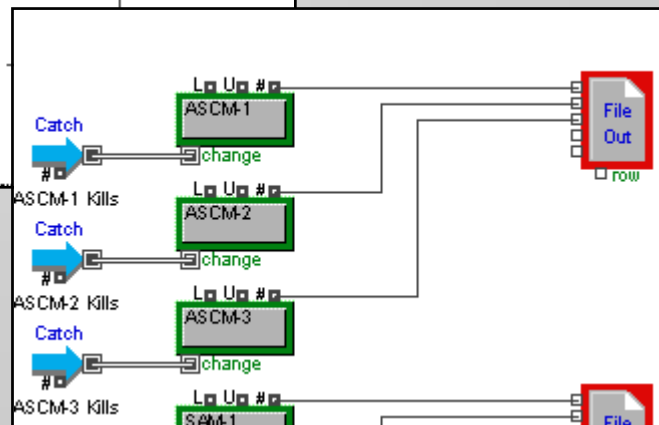 L U #
ASCM-1
File
Out
Catch
change
row
#
ASCM-1 Kills
L U #
ASCM-2
Catch
change
#
ASCM-2 Kills
L U #
ASCM-3
Catch
change
#
ASCM-3 Kills
L U #
SAM-1
File